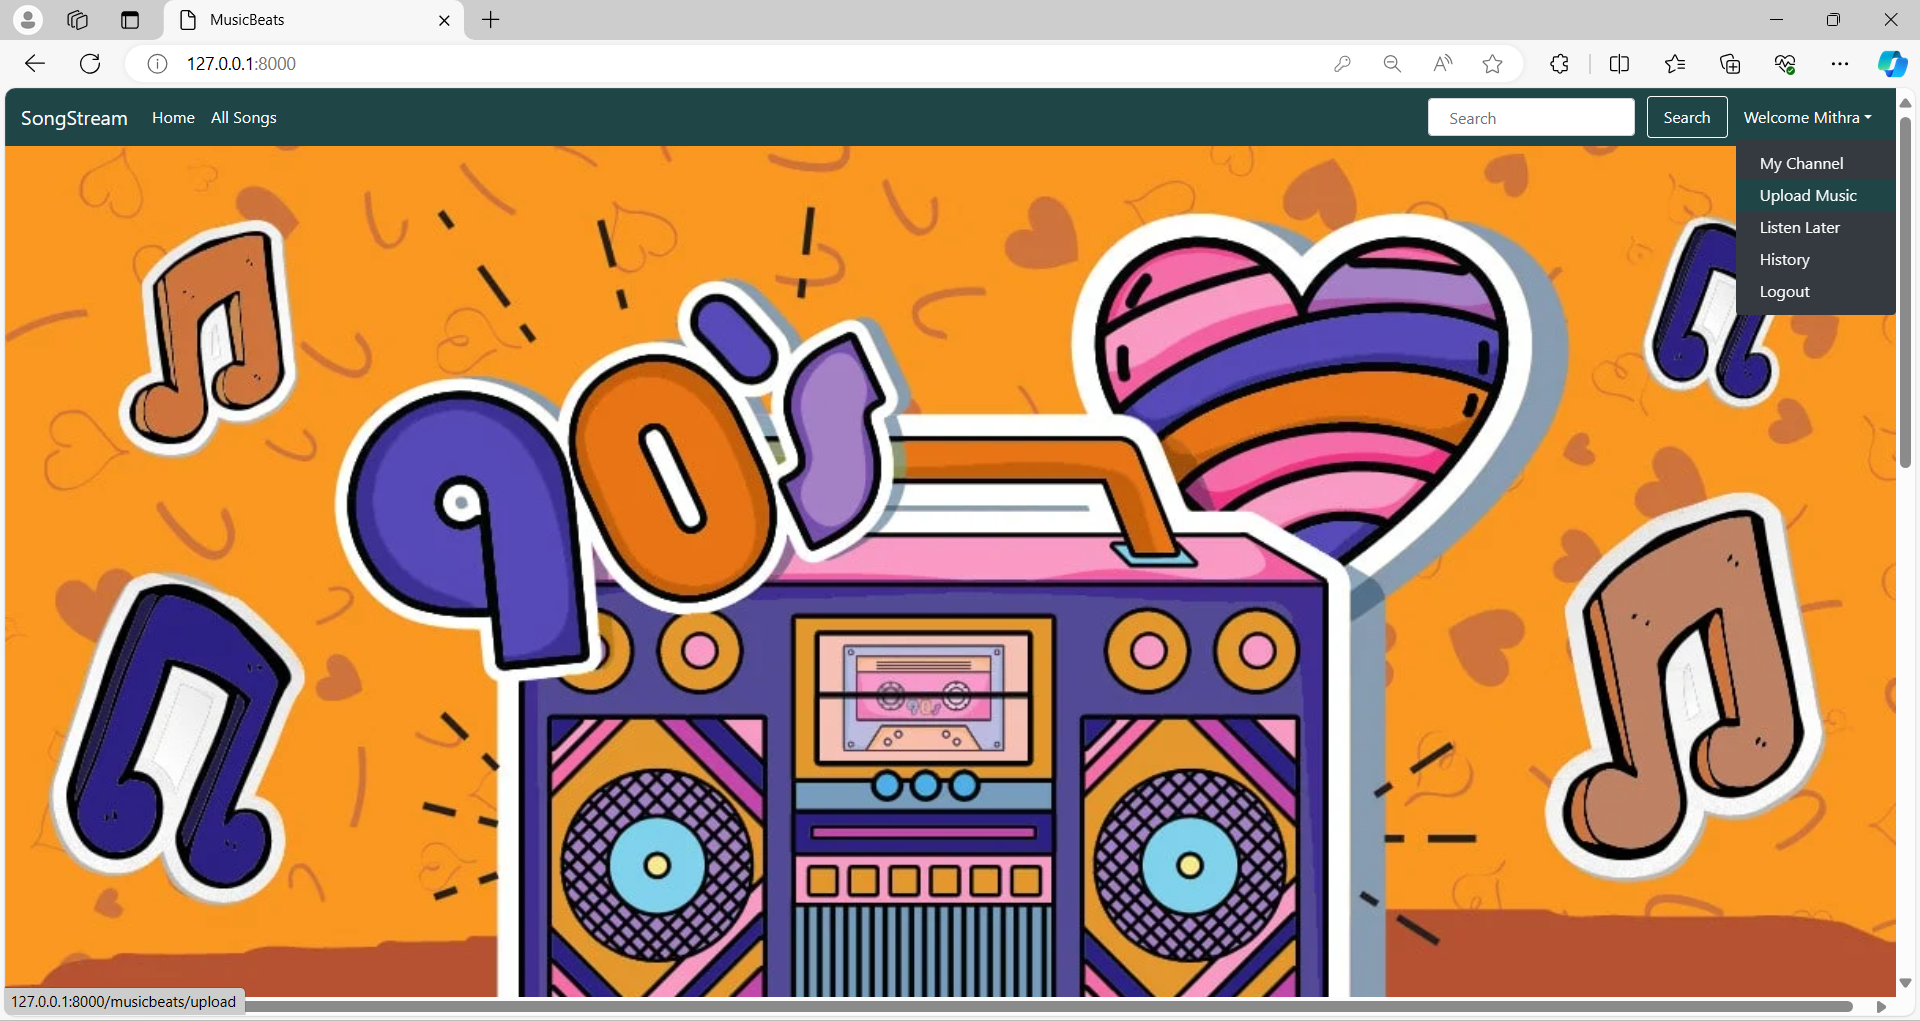 MusicBeats
127.0.0.1:8000
SongStream Home All Songs Search Search Welcome Mithra
My Channel
Upload Music
Listen Later
History
Logout
90's
90s
127.0.0.1:8000/musicbeats/upload